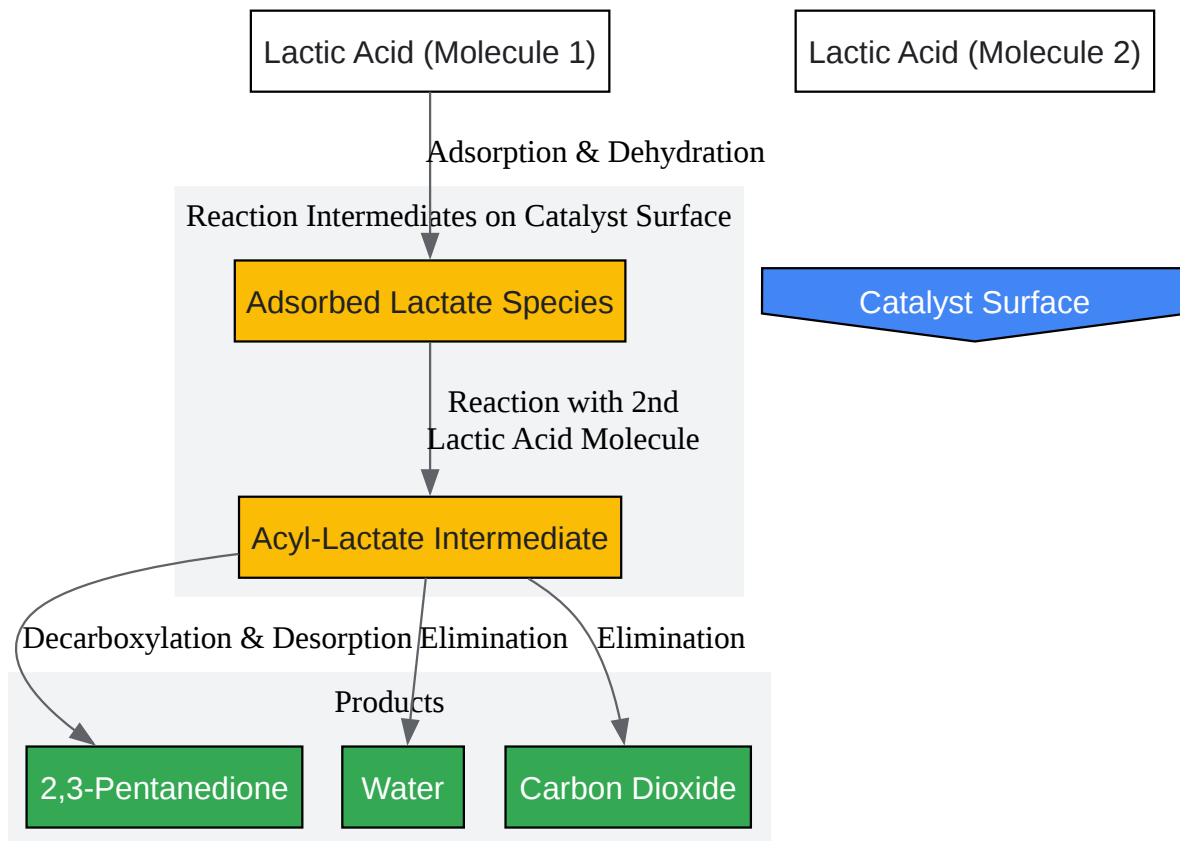 Lactic Acid (Molecule 1)
Lactic Acid (Molecule 2)
Adsorption & Dehydration
Reaction Intermediates on Catalyst Surface
Adsorbed Lactate Species
Catalyst Surface
Reaction with 2nd
Lactic Acid Molecule
Acyl-Lactate Intermediate
Decarboxylation & Desorption
Elimination
Elimination
Products
2,3-Pentanedione
Water
Carbon Dioxide